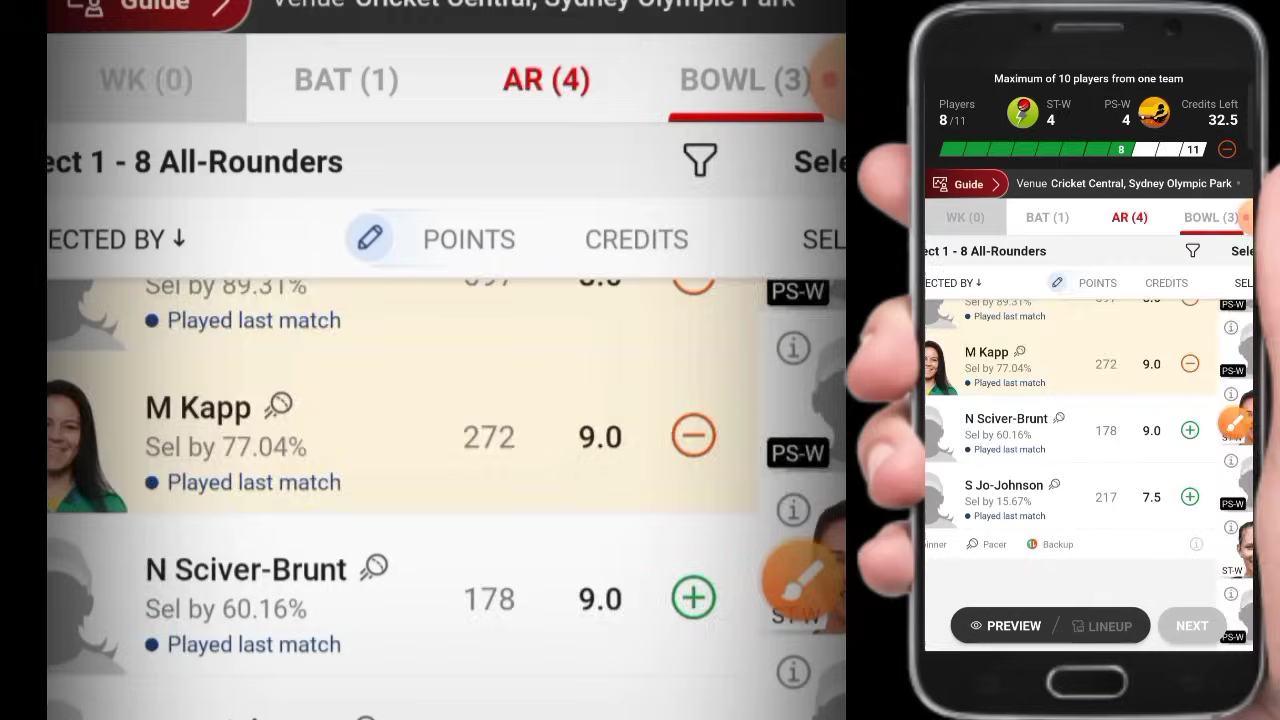 Guide
Venue Cricket Central, Sydney Olympic Park
WK (0) BAT (1) AR (4) BOWL (3)
ect 1 - 8 All-Rounders Sele
ECTED BY ↓ POINTS CREDITS SEL
Sel by 89.31%
Played last match
PS-W
M Kapp
Sel by 77.04% 272 9.0
Played last match
PS-W
N Sciver-Brunt
Sel by 60.16% 178 9.0
ST-W
Played last match
Maximum of 10 players from one team
Players ST-W PS-W Credits Left
8 /11 4 4 32.5
8 11
Guide Venue Cricket Central, Sydney Olympic Park
WK (0) BAT (1) AR (4) BOWL (3)
ect 1 - 8 All-Rounders Sele
ECTED BY ↓ POINTS CREDITS SEL
Sel by 89.31%
PS-W
Played last match
M Kapp
Sel by 77.04% 272 9.0
PS-W
Played last match
N Sciver-Brunt
Sel by 60.16% 178 9.0
Played last match
S Jo-Johnson
Sel by 15.67% 217 7.5
PS-W
Played last match
inner Pacer Backup
ST-W
PREVIEW / LINEUP NEXT
PS-W